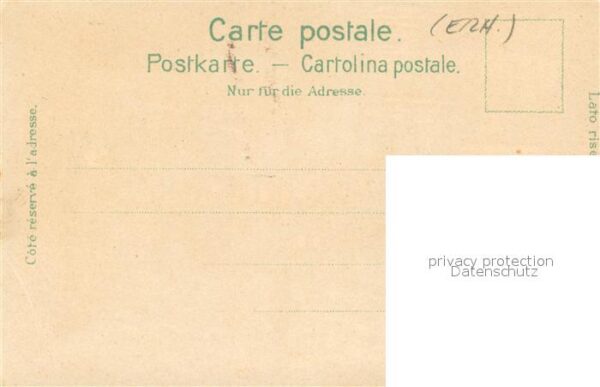 Carte postale.
(ERH.)
Postkarte. — Cartolina postale.
Nur für die Adresse.
Côté réservé à l'adresse.
Lato rise
privacy protection
Datenschutz